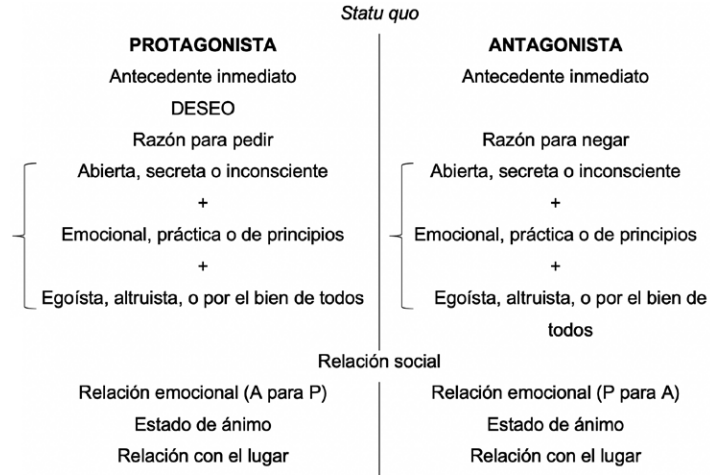 Statu quo
PROTAGONISTA
Antecedente inmediato
DESEO
Razón para pedir
Abierta, secreta o inconsciente
+
Emocional, práctica o de principios
+
Egoísta, altruista, o por el bien de todos
ANTAGONISTA
Antecedente inmediato
Razón para negar
Abierta, secreta o inconsciente
+
Emocional, práctica o de principios
+
Egoísta, altruista, o por el bien de
todos
Relación social
Relación emocional (A para P)
Estado de ánimo
Relación con el lugar
Relación emocional (P para A)
Estado de ánimo
Relación con el lugar